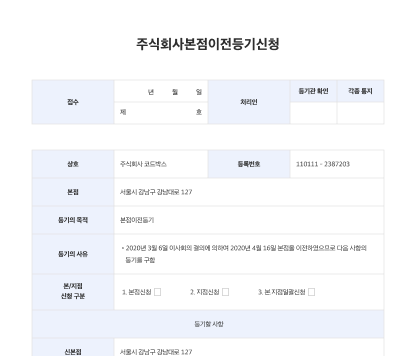 주식회사본점이전등기신청
접수 년 월 일 처리인 등기관 확인 각종 통지
제 호
상호 주식회사 코드박스 등록번호 110111 - 2387203
본점 서울시 강남구 강남대로 127
등기의 목적 본점이전등기
등기의 사유 • 2020년 3월 6일 이사회의 결의에 의하여 2020년 4월 16일 본점을 이전하였으므로 다음 사항의
등기를 구함
본/지점
신청 구분 1. 본점신청 □ 2. 지점신청 □ 3. 본 지점일괄신청 □
등기할 사항
신본점 서울시 강남구 강남대로 127